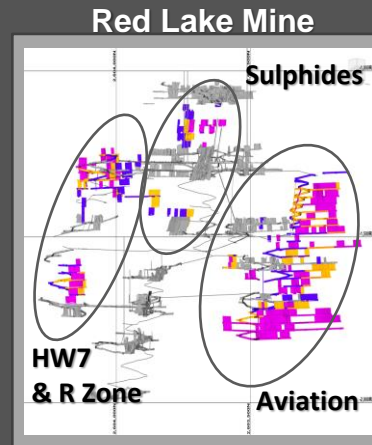 Red Lake Mine
Sulphides
HW7
& R Zone
Aviation